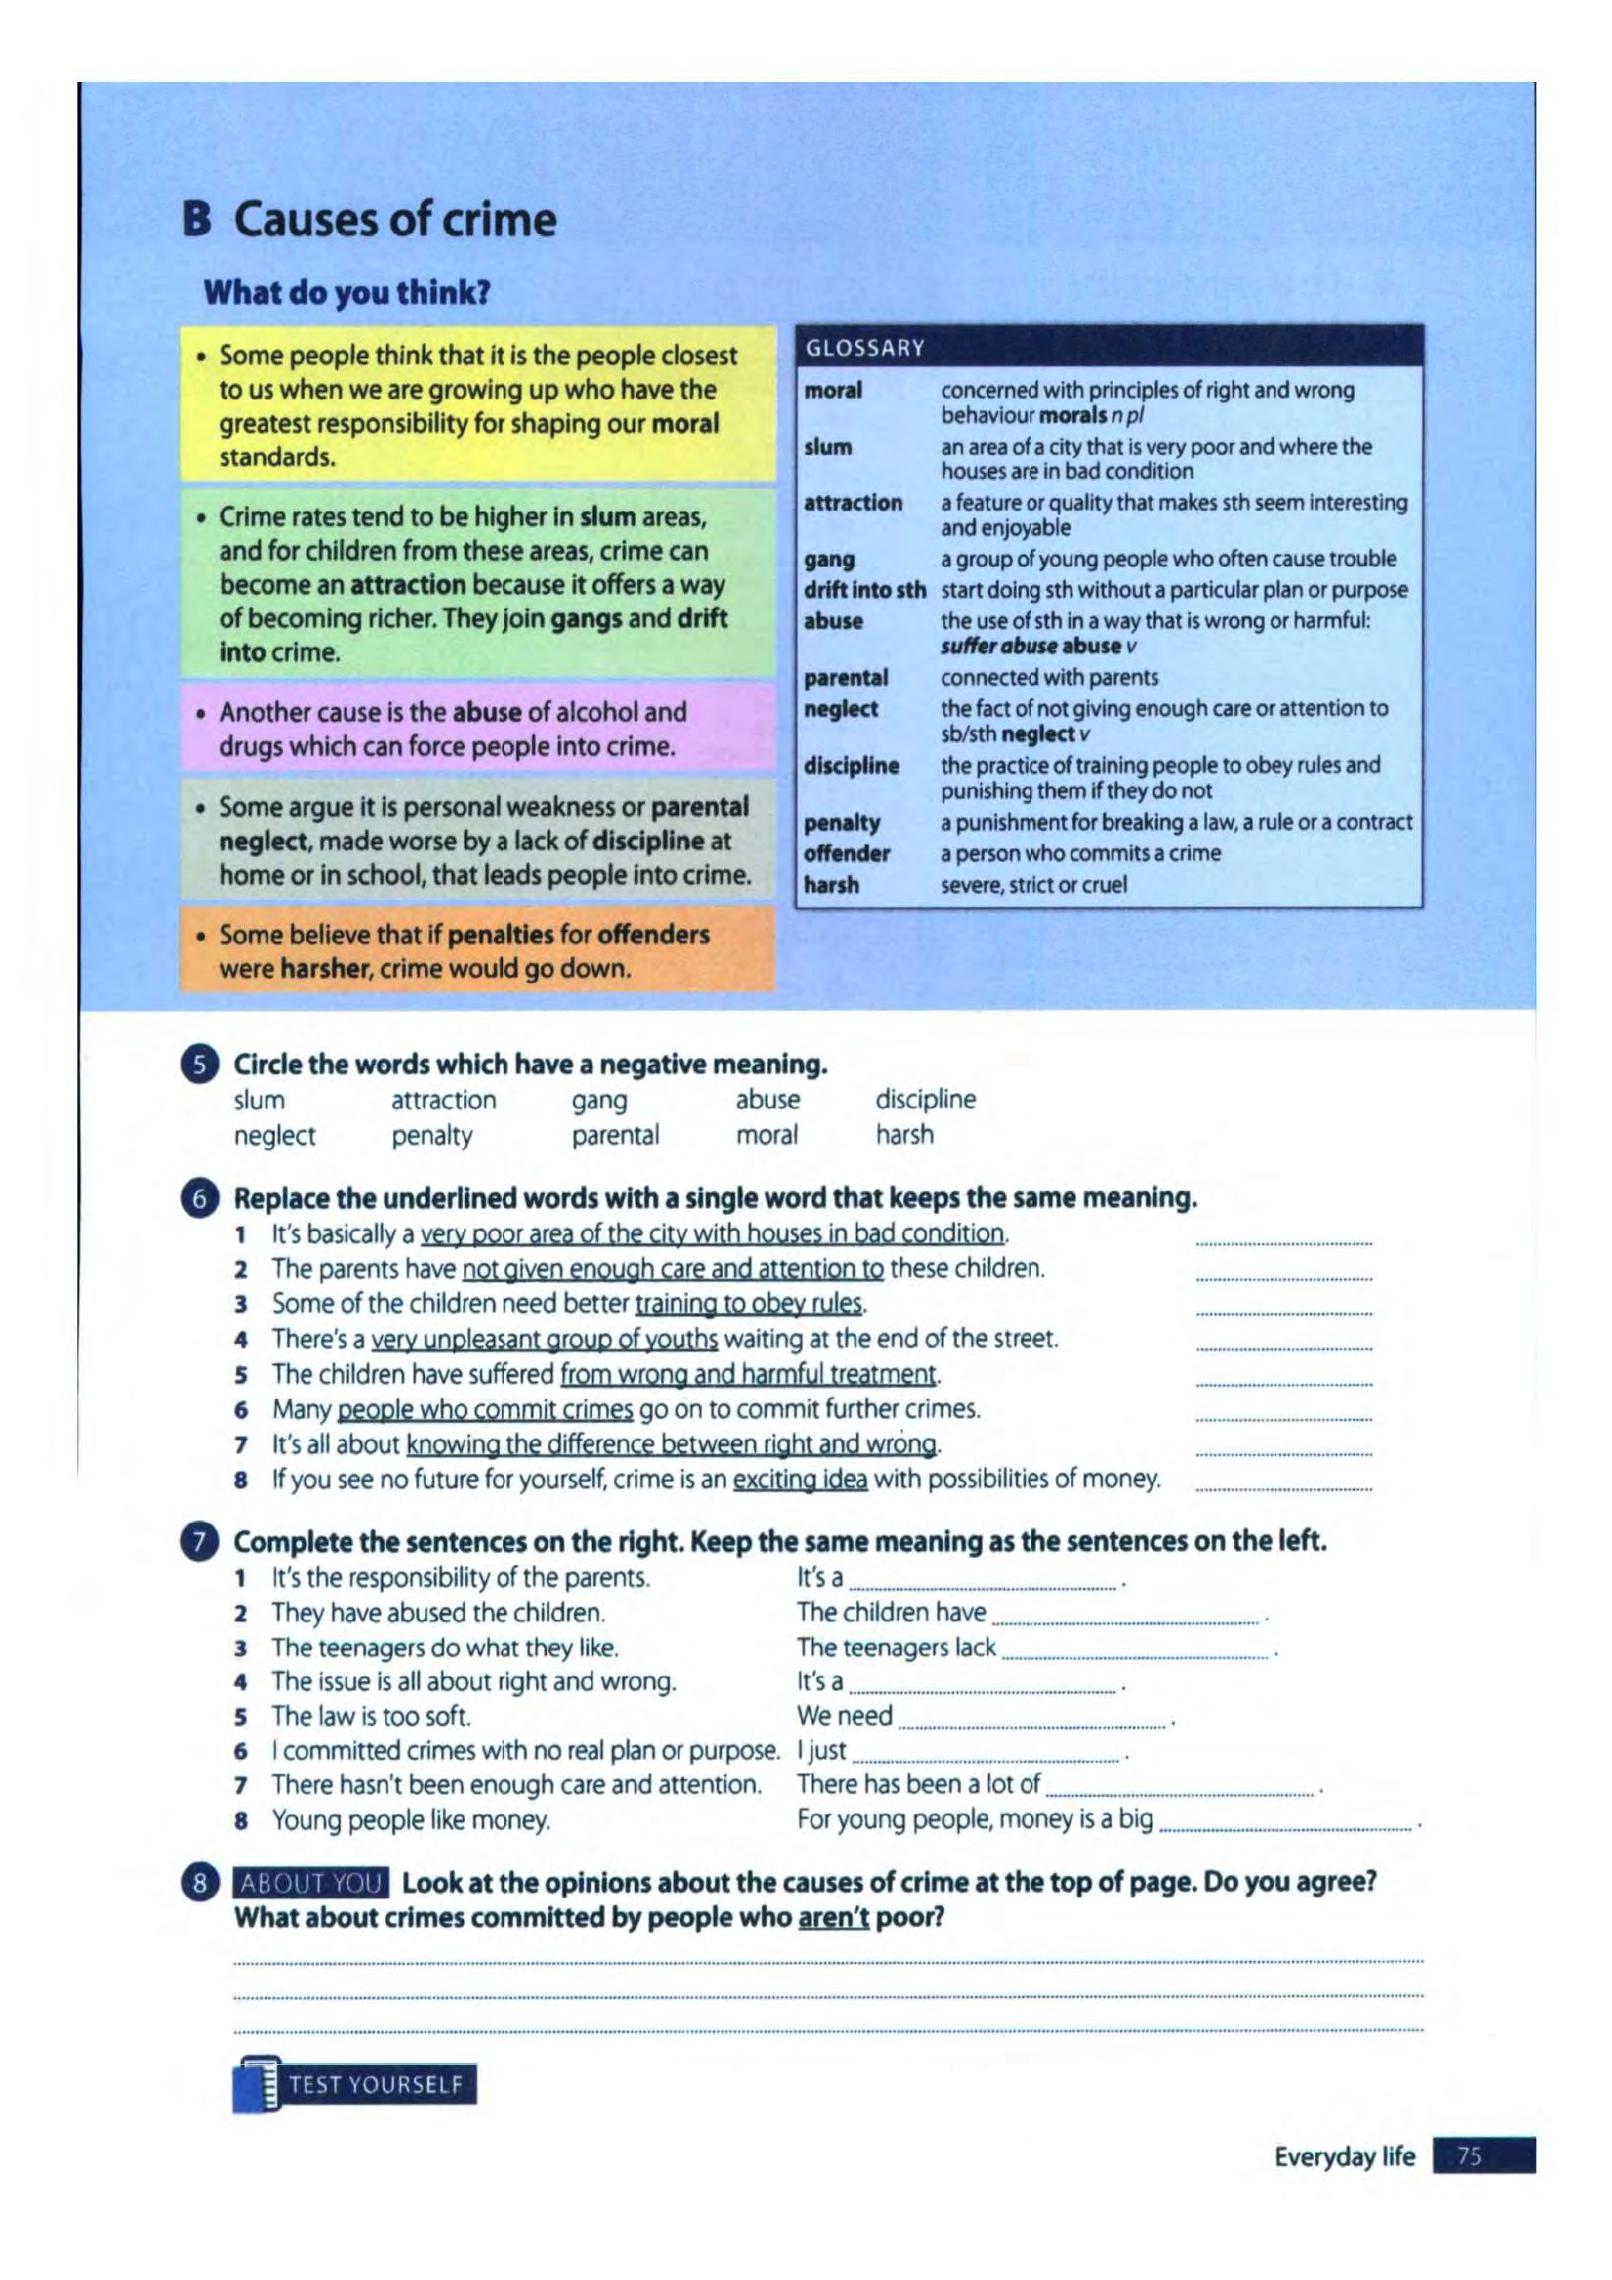 B Causes of crime
What do you think?
• Some people think that it is the people closest
to us when we are growing up who have the
greatest responsibility for shaping our moral
standards.
• Crime rates tend to be higher in slum areas,
and for children from these areas, crime can
become an attraction because it offers a way
of becoming richer. They join gangs and drift
into crime.
• Another cause is the abuse of alcohol and
drugs which can force people into crime.
• Some argue it is personal weakness or parental
neglect, made worse by a lack of discipline at
home or in school, that leads people into crime.
• Some believe that if penalties for offenders
were harsher, crime would go down.
GLOSSARY
moral concerned with principles of right and wrong
behaviour morals n pl
slum an area of a city that is very poor and where the
houses are in bad condition
attraction a feature or quality that makes sth seem interesting
and enjoyable
gang a group of young people who often cause trouble
drift into sth start doing sth without a particular plan or purpose
abuse the use of sth in a way that is wrong or harmful:
suffer abuse abuse v
parental connected with parents
neglect the fact of not giving enough care or attention to
sb/sth neglect v
discipline the practice of training people to obey rules and
punishing them if they do not
penalty a punishment for breaking a law, a rule or a contract
offender a person who commits a crime
harsh severe, strict or cruel
5 Circle the words which have a negative meaning.
slum attraction gang abuse discipline
neglect penalty parental moral harsh
6 Replace the underlined words with a single word that keeps the same meaning.
1 It's basically a very poor area of the city with houses in bad condition.
2 The parents have not given enough care and attention to these children.
3 Some of the children need better training to obey rules.
4 There's a very unpleasant group of youths waiting at the end of the street.
5 The children have suffered from wrong and harmful treatment.
6 Many people who commit crimes go on to commit further crimes.
7 It's all about knowing the difference between right and wrong.
8 If you see no future for yourself, crime is an exciting idea with possibilities of money.
7 Complete the sentences on the right. Keep the same meaning as the sentences on the left.
1 It's the responsibility of the parents. It's a .
2 They have abused the children. The children have .
3 The teenagers do what they like. The teenagers lack .
4 The issue is all about right and wrong. It's a .
5 The law is too soft. We need .
6 I committed crimes with no real plan or purpose. I just .
7 There hasn't been enough care and attention. There has been a lot of .
8 Young people like money. For young people, money is a big .
8 ABOUT YOU Look at the opinions about the causes of crime at the top of page. Do you agree?
What about crimes committed by people who aren't poor?
TEST YOURSELF
Everyday life 75